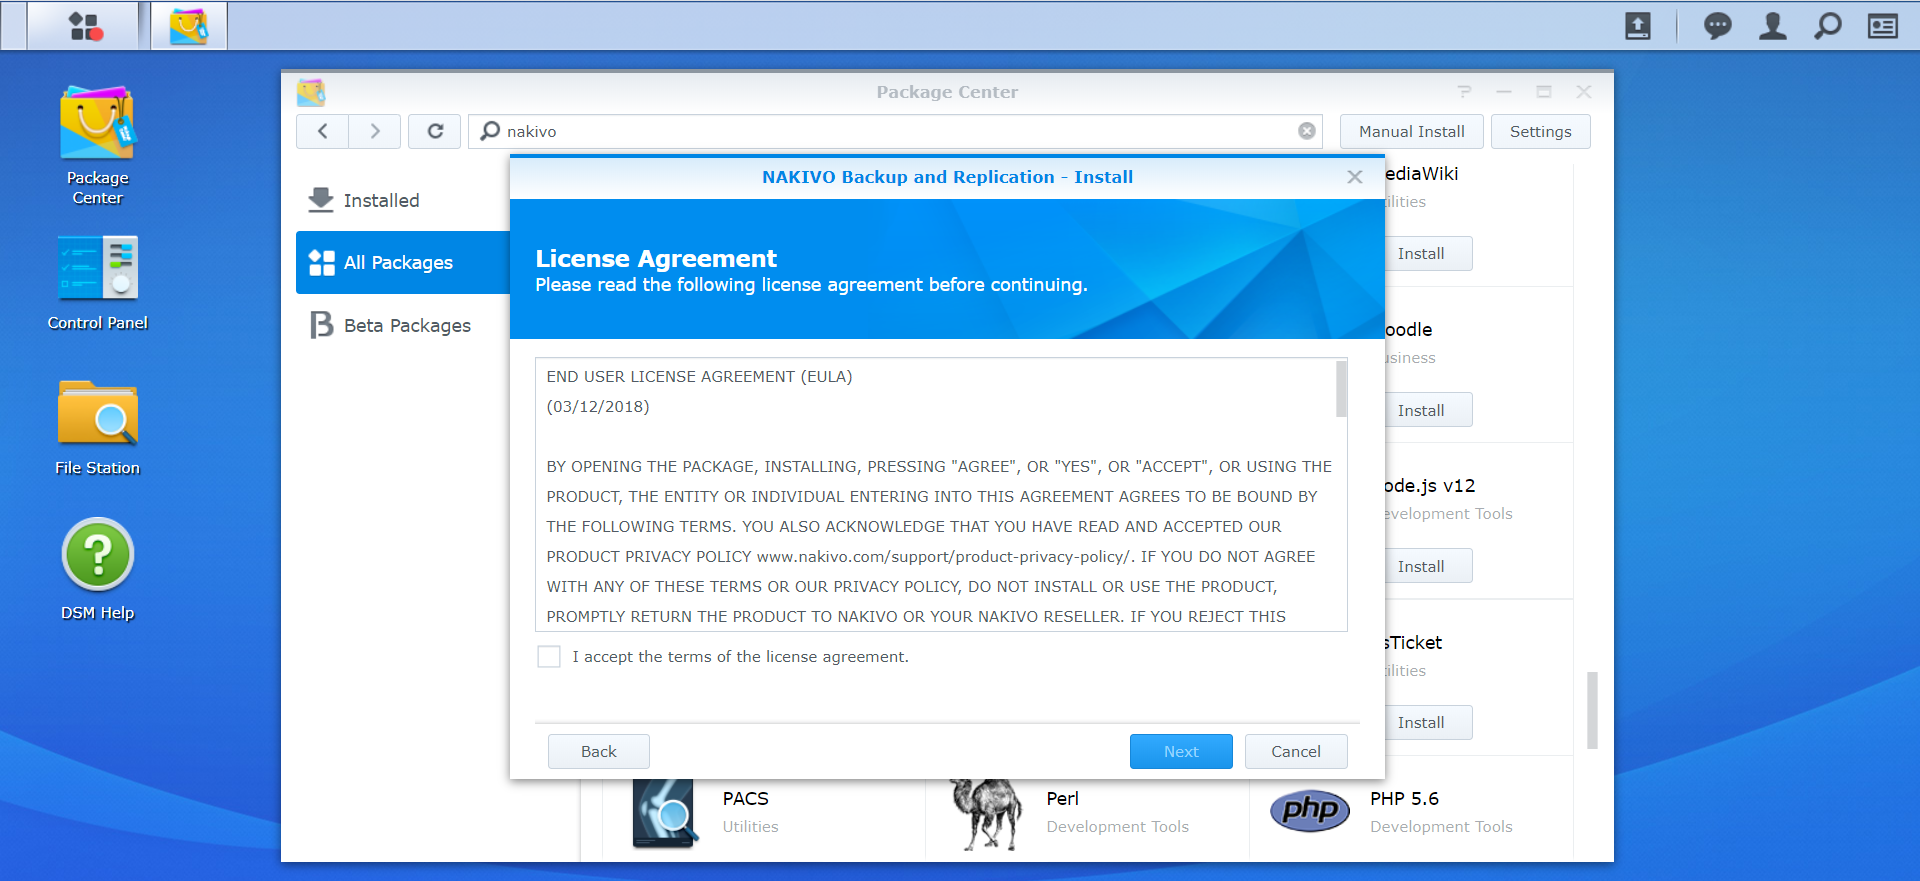 Package Center
nakivo
Manual Install
Settings
Package
Center
Control Panel
File Station
DSM Help
Installed
All Packages
Beta Packages
NAKIVO Backup and Replication - Install
License Agreement
Please read the following license agreement before continuing.
END USER LICENSE AGREEMENT (EULA)
(03/12/2018)
BY OPENING THE PACKAGE, INSTALLING, PRESSING "AGREE", OR "YES", OR "ACCEPT", OR USING THE
PRODUCT, THE ENTITY OR INDIVIDUAL ENTERING INTO THIS AGREEMENT AGREES TO BE BOUND BY
THE FOLLOWING TERMS. YOU ALSO ACKNOWLEDGE THAT YOU HAVE READ AND ACCEPTED OUR
PRODUCT PRIVACY POLICY www.nakivo.com/support/product-privacy-policy/. IF YOU DO NOT AGREE
WITH ANY OF THESE TERMS OR OUR PRIVACY POLICY, DO NOT INSTALL OR USE THE PRODUCT,
PROMPTLY RETURN THE PRODUCT TO NAKIVO OR YOUR NAKIVO RESELLER. IF YOU REJECT THIS
I accept the terms of the license agreement.
Back
Next
Cancel
ediaWiki
ilities
Install
oodle
usiness
Install
ode.js v12
evelopment Tools
Install
sTicket
ilities
Install
PACS
Utilities
Perl
Development Tools
php
PHP 5.6
Development Tools